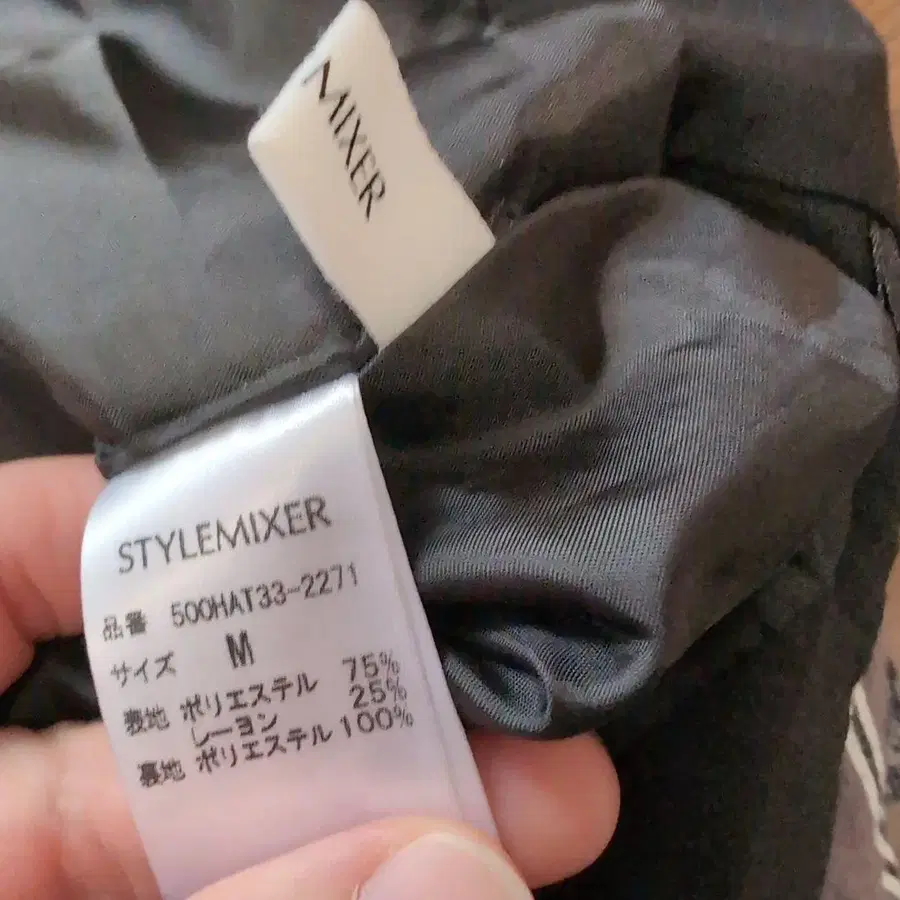 MIXER
STYLEMIXER
品番 500HAT33-2271
サイズ M
表地 ポリエステル 75%
レーヨン 25%
裏地 ポリエステル 100%